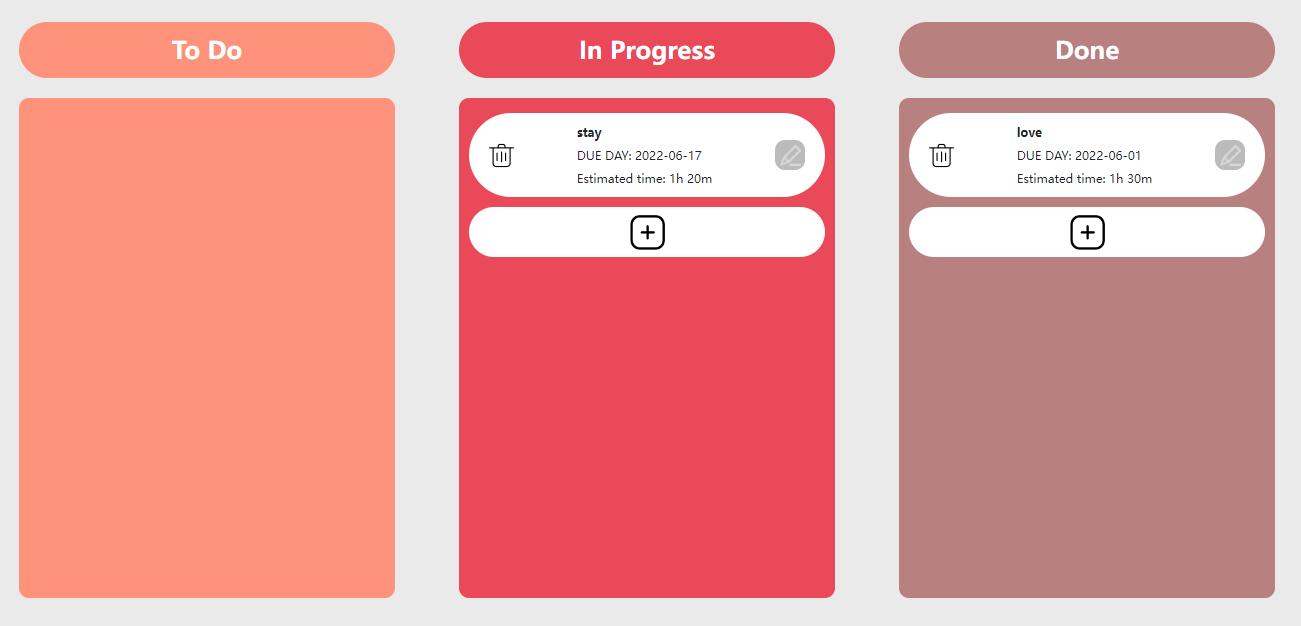 To Do
In Progress
stay
DUE DAY: 2022-06-17
Estimated time: 1h 20m
Done
love
DUE DAY: 2022-06-01
Estimated time: 1h 30m